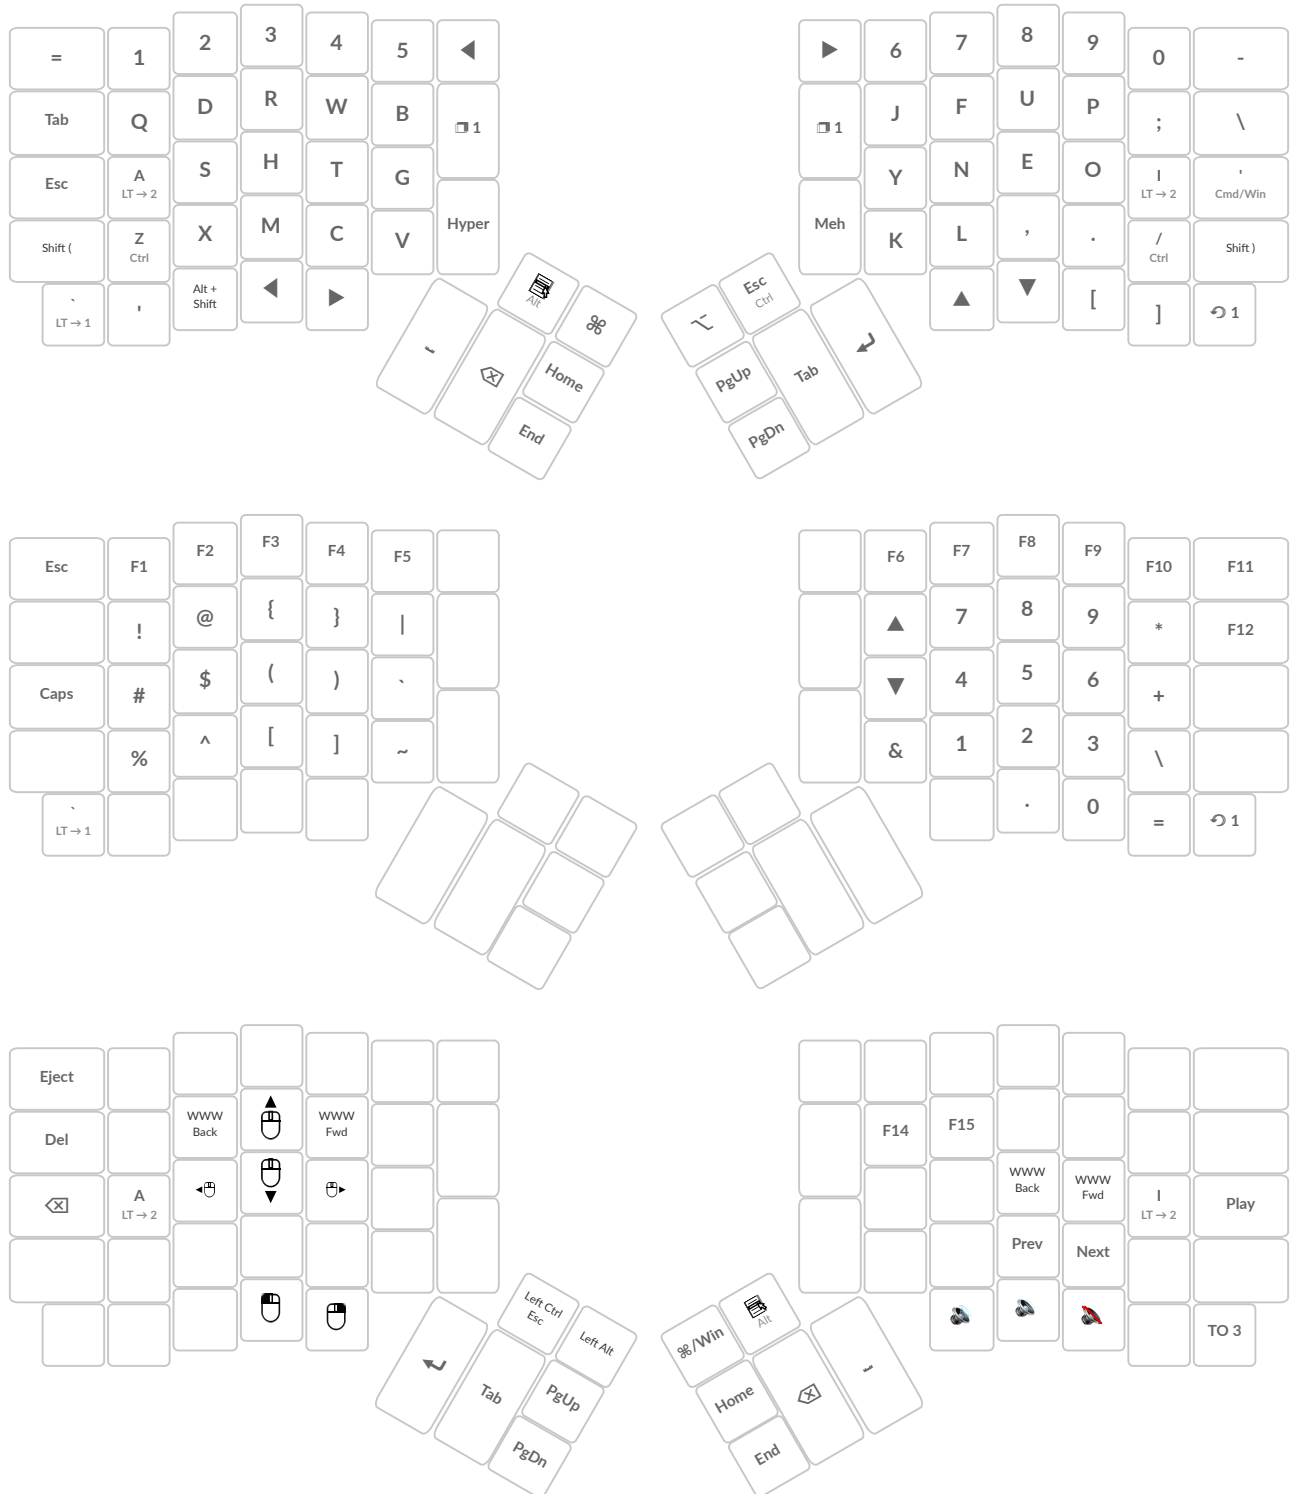 = 1 2 3 4 5 ◀ ▶ 6 7 8 9 0 -
Tab Q D R W B 1 1 J F U P ; \
Esc A S H T G Y N E O I '
LT → 2 LT → 2 Cmd/Win
Shift ( Z X M C V Hyper Meh K L , . / Shift )
Ctrl Ctrl
` ' Alt + ◀ ▶ ▲ ▼ [ ] 1
LT → 1 Shift
Alt ⌘ ⌥ Esc
Ctrl
⌫ Home PgUp Tab
End PgDn
Esc F1 F2 F3 F4 F5 F6 F7 F8 F9 F10 F11
! @ { } | ▲ 7 8 9 * F12
Caps # $ ( ) ` ▼ 4 5 6 +
% ^ [ ] ~ & 1 2 3 \
` . 0 = 1
LT → 1
Eject
Del WWW WWW F14 F15
Back Fwd
⌫ A WWW WWW I Play
LT → 2 Back Fwd LT → 2
Prev Next
TO 3
Left Ctrl
Esc
Left Alt ⌘/Win Alt
Tab PgUp Home ⌫
PgDn End